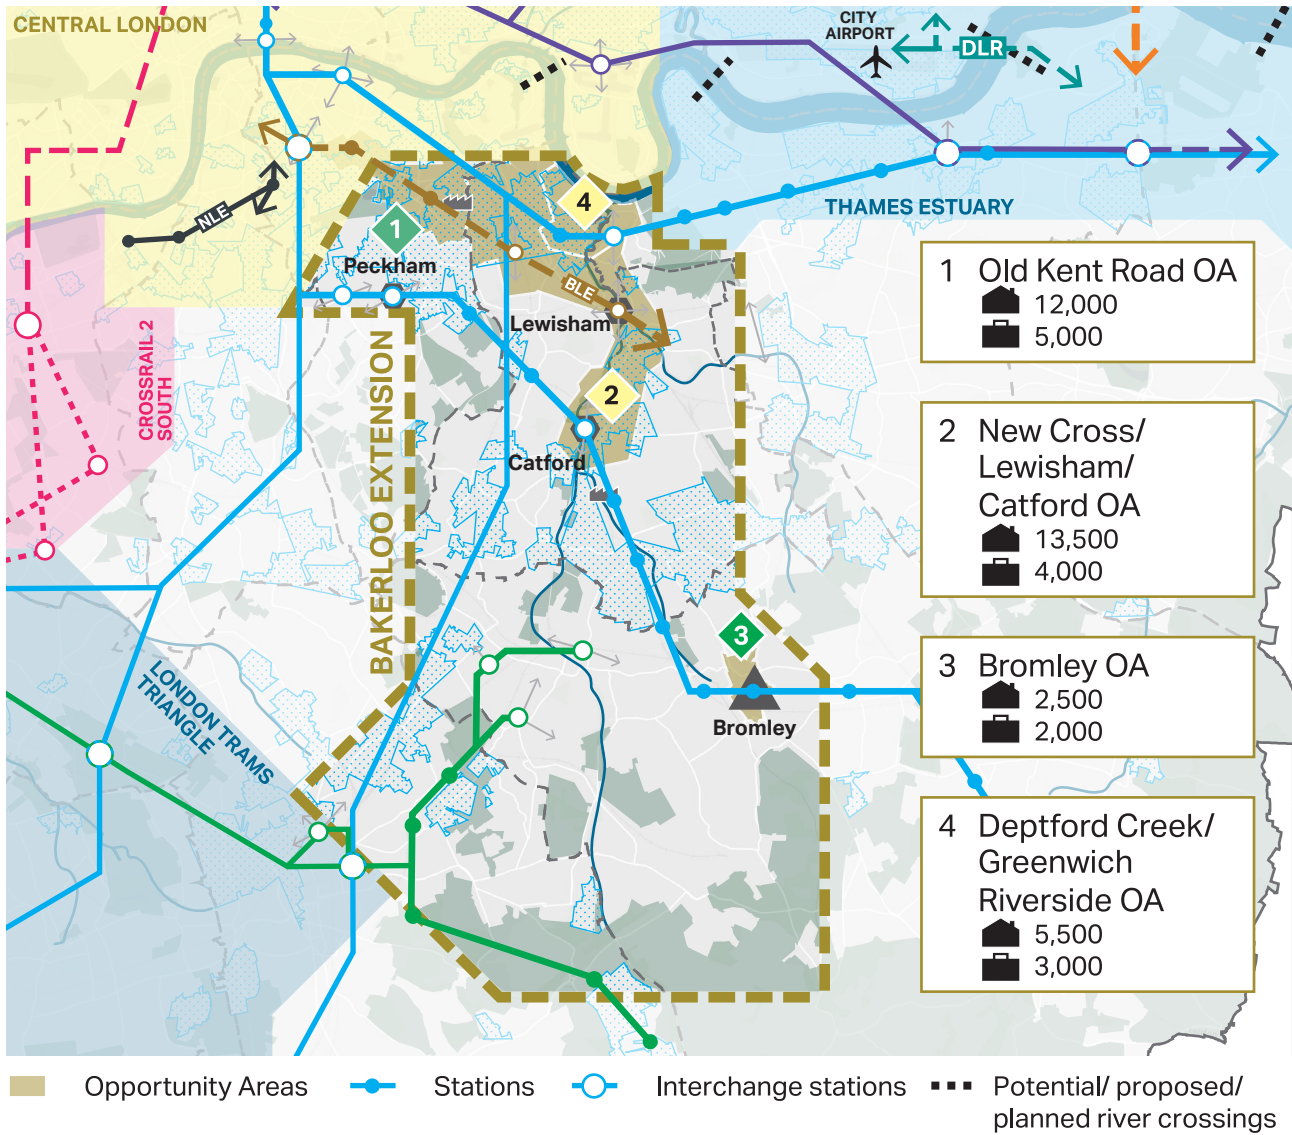 CENTRAL LONDON
CITY
AIRPORT
DLR
NLE
THAMES ESTUARY
4
1
Peckham
BLE
Lewisham
2
Catford
CROSSRAIL 2
SOUTH
BAKERLOO EXTENSION
LONDON TRAMS
TRIANGLE
3
Bromley
1 Old Kent Road OA
12,000
5,000
2 New Cross/
Lewisham/
Catford OA
13,500
4,000
3 Bromley OA
2,500
2,000
4 Deptford Creek/
Greenwich
Riverside OA
5,500
3,000
Opportunity Areas
Stations
Interchange stations
Potential/ proposed/
planned river crossings